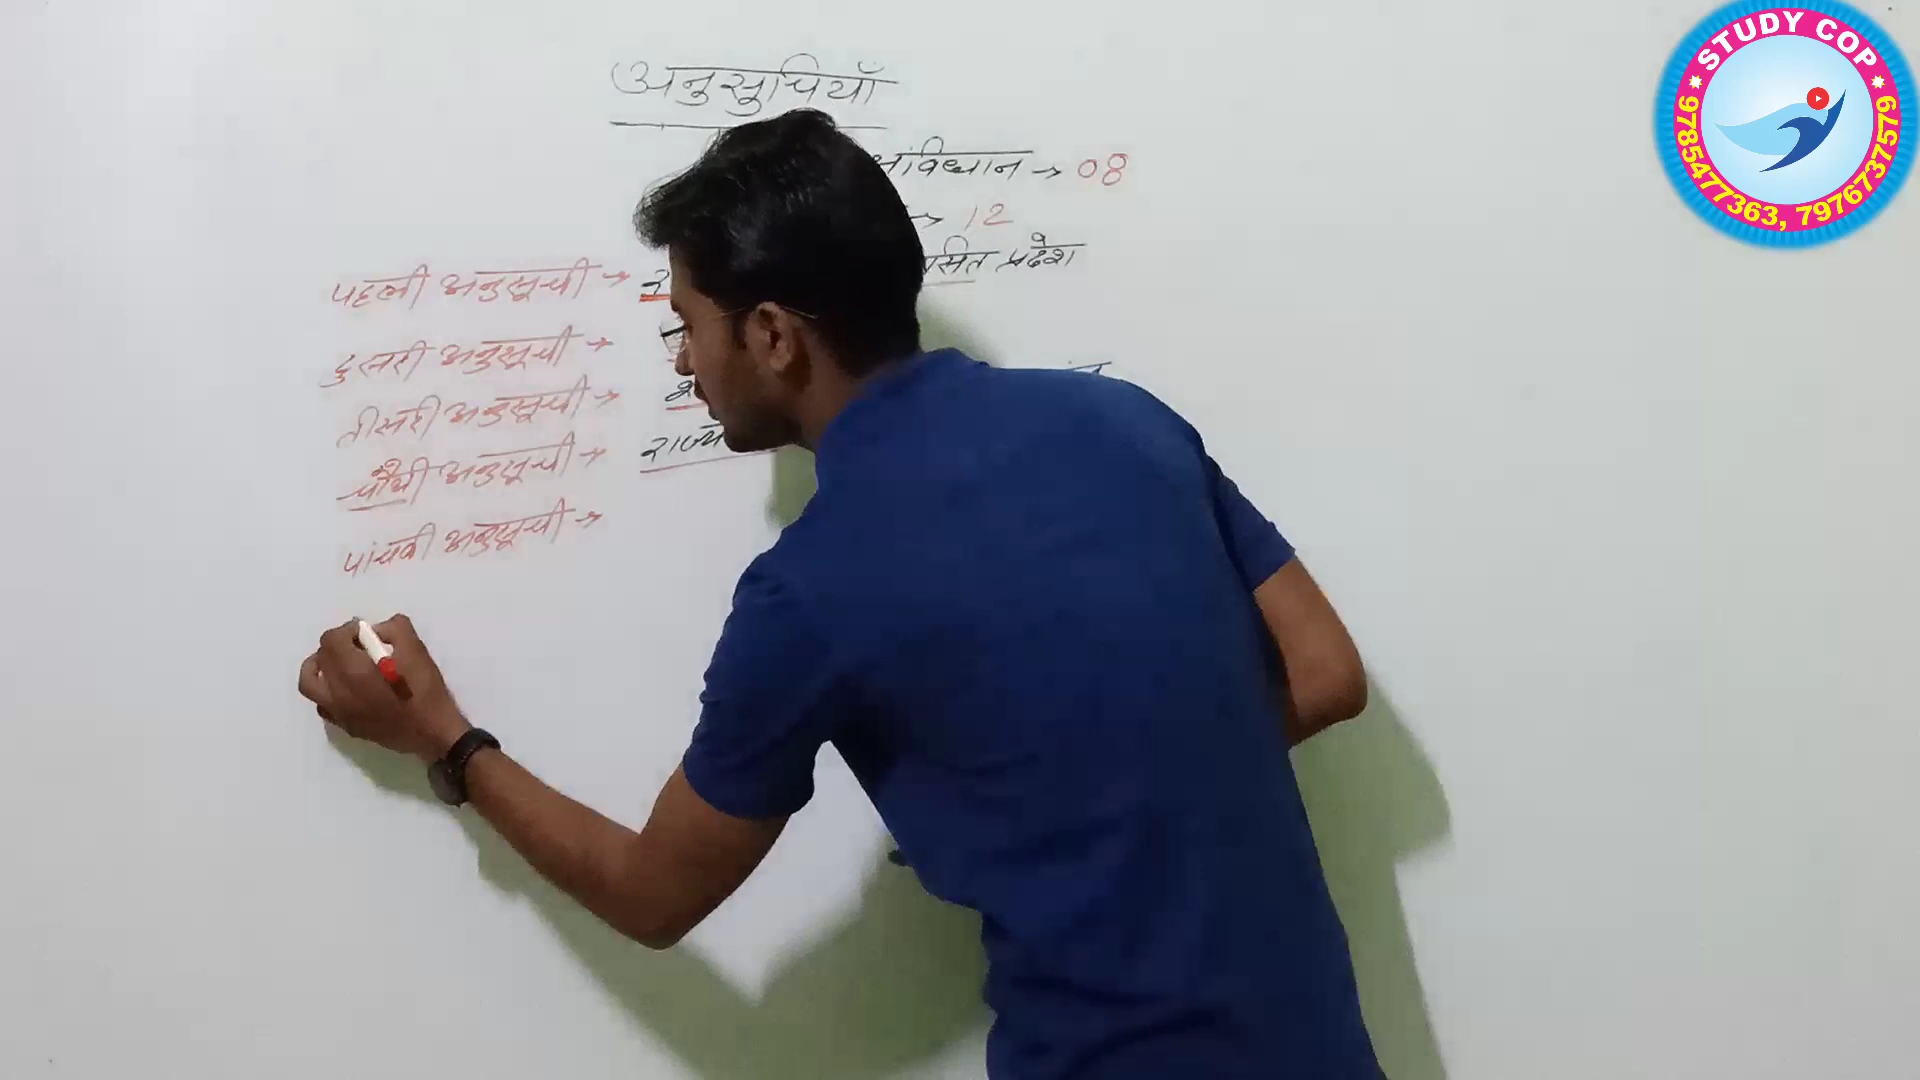 अनुसुचियाँ
संविधान → 08
→ 12
पहली अनुसूची → सित प्रदेश
दुसरी अनुसूची →
तीसरी अनुसूची →
चौथी अनुसूची → राज्य
पांचवी अनुसूची →
STUDY COP
9785477363, 7976737579